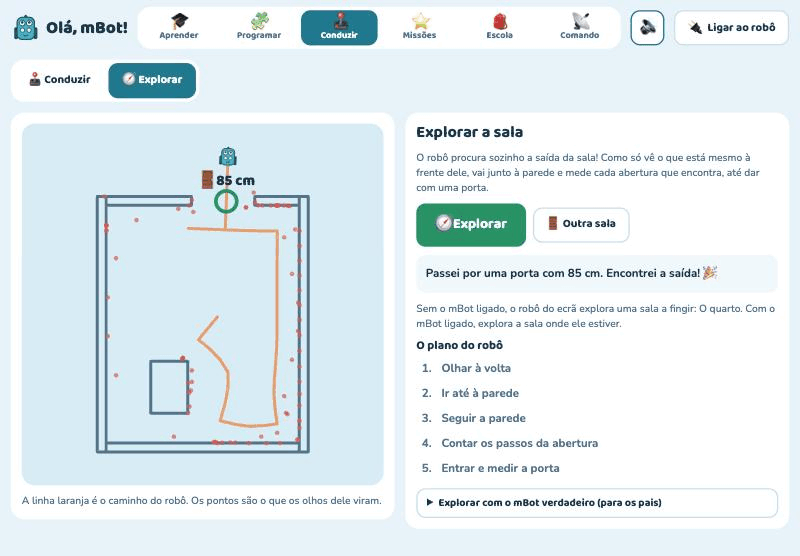 Olá, mBot!
Aprender
Programar
Conduzir
Missões
Escola
Comando
Ligar ao robô
Conduzir
Explorar
85 cm
A linha laranja é o caminho do robô. Os pontos são o que os olhos dele viram.
Explorar a sala
O robô procura sozinho a saída da sala! Como só vê o que está mesmo à
frente dele, vai junto à parede e mede cada abertura que encontra, até dar
com uma porta.
Explorar
Outra sala
Passei por uma porta com 85 cm. Encontrei a saída!
Sem o mBot ligado, o robô do ecrã explora uma sala a fingir: O quarto. Com o
mBot ligado, explora a sala onde ele estiver.
O plano do robô
1. Olhar à volta
2. Ir até à parede
3. Seguir a parede
4. Contar os passos da abertura
5. Entrar e medir a porta
Explorar com o mBot verdadeiro (para os pais)